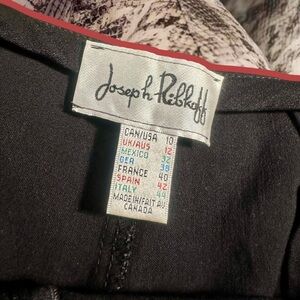 Joseph Ribkoff
CAN/USA 10
UK/AUS 12
MEXICO 32
GER 38
FRANCE 40
SPAIN 42
ITALY 44
MADE IN/FAIT AU
CANADA